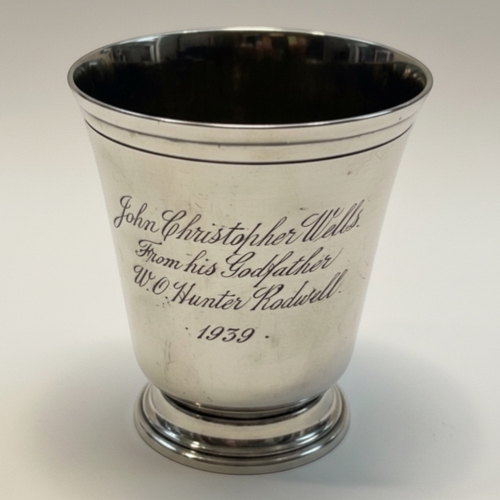 John Christopher Wells.
From his Godfather
W.O. Hunter Rodwell.
· 1939 ·